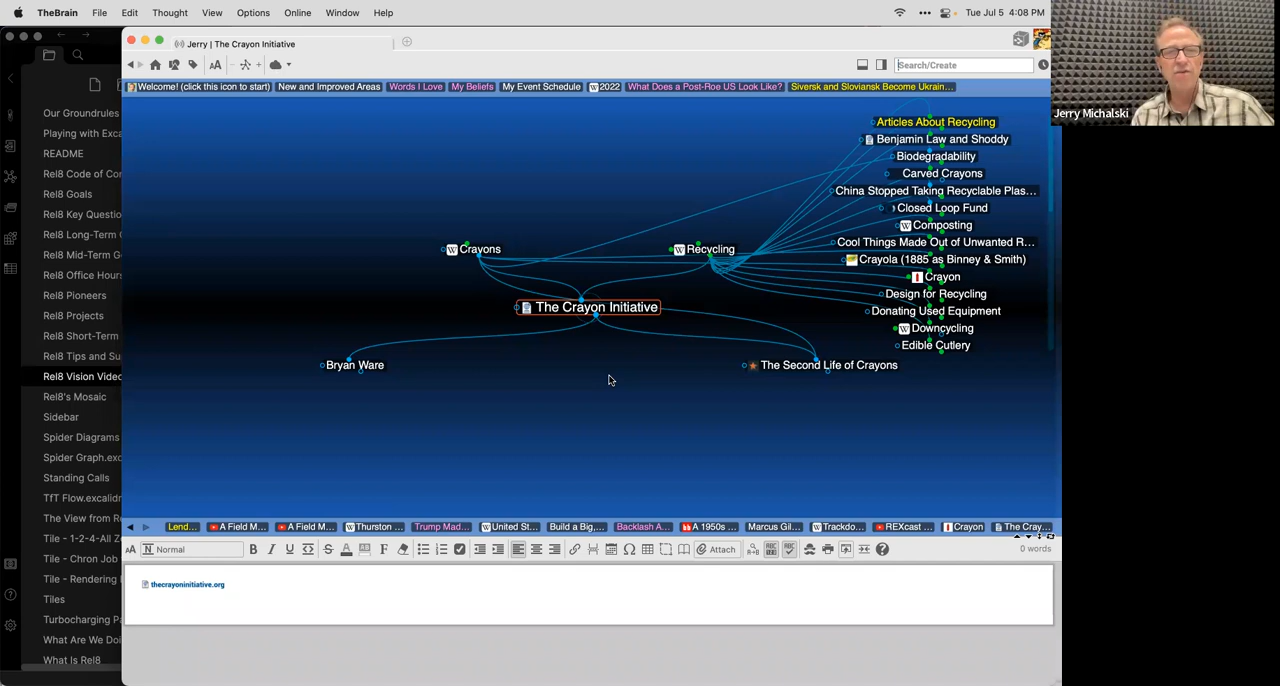 TheBrain File Edit Thought View Options Online Window Help Tue Jul 5 4:08 PM
Jerry | The Crayon Initiative
AA
Search/Create
Welcome! (click this icon to start) New and Improved Areas Words I Love My Beliefs My Event Schedule W 2022 What Does a Post-Roe US Look Like? Siversk and Sloviansk Become Ukrain...
Our Groundrules
Playing with Exca
README
Rel8 Code of Con
Rel8 Goals
Rel8 Key Questio
Rel8 Long-Term G
Rel8 Mid-Term G
Rel8 Office Hours
Rel8 Pioneers
Rel8 Projects
Rel8 Short-Term
Rel8 Tips and Su
Rel8 Vision Video
Rel8's Mosaic
Sidebar
Spider Diagrams
Spider Graph.exc
Standing Calls
TfT Flow.excalidr
The View from R
Tile - 1-2-4-All Z
Tile - Chron Job
Tile - Rendering
Tiles
Turbocharging Pa
What Are We Doi
What Is Rel8
Articles About Recycling
Benjamin Law and Shoddy
Biodegradability
Carved Crayons
China Stopped Taking Recyclable Plas...
Closed Loop Fund
W Composting
Cool Things Made Out of Unwanted R...
Crayola (1885 as Binney & Smith)
Crayon
Design for Recycling
Donating Used Equipment
W Downcycling
Edible Cutlery
W Crayons
W Recycling
The Crayon Initiative
Bryan Ware
The Second Life of Crayons
Lend... A Field M... A Field M... W Thurston ... Trump Mad... W United St... Build a Big,... Backlash A... A 1950s ... Marcus Gil... W Trackdo... REXcast ... Crayon The Cray...
AA N Normal B I U S A F Attach 0 words
thecrayoninitiative.org
Jerry Michalski